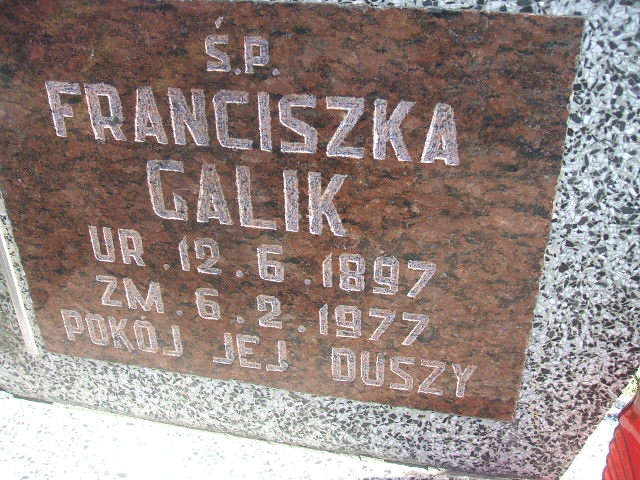 Ś.P.
FRANCISZKA
GALIK
UR.12.6.1897
ZM.6.2.1977
POKÓJ JEJ DUSZY